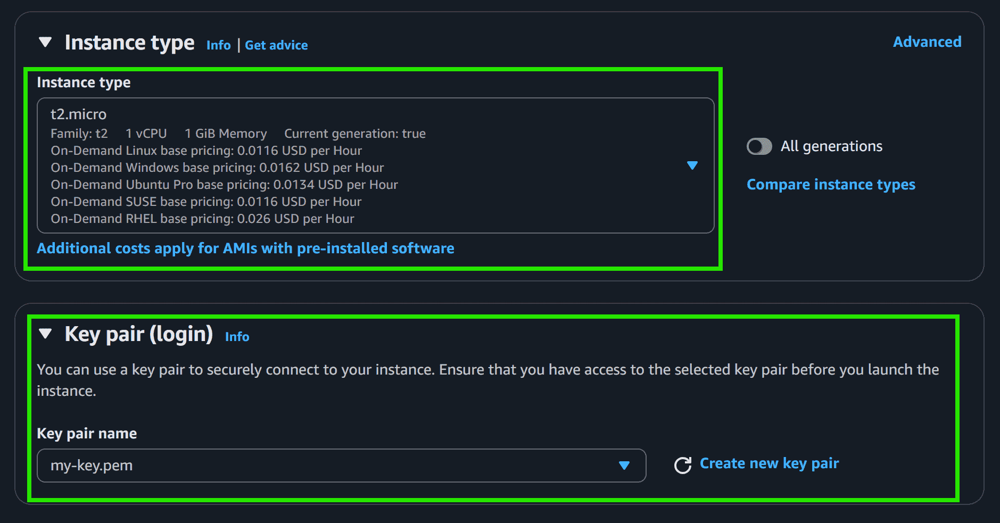 Instance type Info | Get advice
Advanced
Instance type
t2.micro
Family: t2 1 vCPU 1 GiB Memory Current generation: true
On-Demand Linux base pricing: 0.0116 USD per Hour
On-Demand Windows base pricing: 0.0162 USD per Hour
On-Demand Ubuntu Pro base pricing: 0.0134 USD per Hour
On-Demand SUSE base pricing: 0.0116 USD per Hour
On-Demand RHEL base pricing: 0.026 USD per Hour
Additional costs apply for AMIs with pre-installed software
All generations
Compare instance types
Key pair (login) Info
You can use a key pair to securely connect to your instance. Ensure that you have access to the selected key pair before you launch the
instance.
Key pair name
my-key.pem
Create new key pair